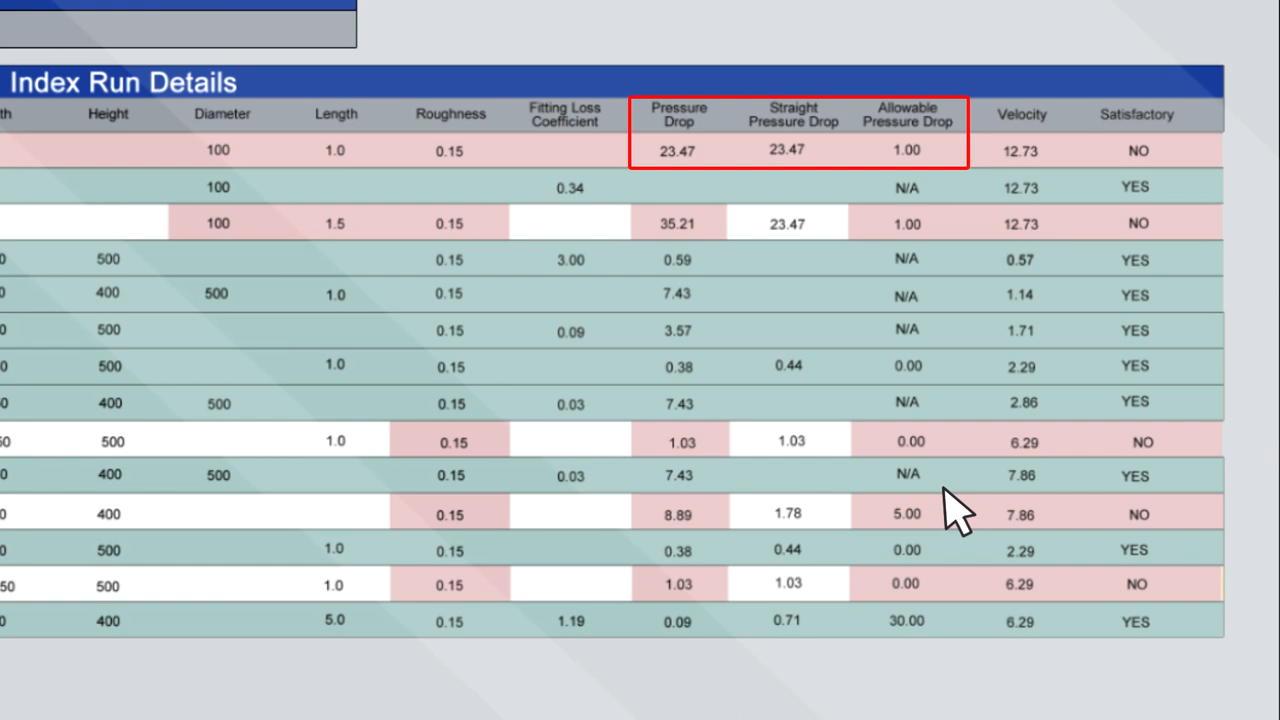 Index Run Details
th Height Diameter Length Roughness Fitting Loss Coefficient Pressure Drop Straight Pressure Drop Allowable Pressure Drop Velocity Satisfactory
100 1.0 0.15 23.47 23.47 1.00 12.73 NO
100 0.34 N/A 12.73 YES
100 1.5 0.15 35.21 23.47 1.00 12.73 NO
0 500 0.15 3.00 0.59 N/A 0.57 YES
0 400 500 1.0 0.15 7.43 N/A 1.14 YES
0 500 0.15 0.09 3.57 N/A 1.71 YES
0 500 1.0 0.15 0.38 0.44 0.00 2.29 YES
0 400 500 0.15 0.03 7.43 N/A 2.86 YES
50 500 1.0 0.15 1.03 1.03 0.00 6.29 NO
0 400 500 0.15 0.03 7.43 N/A 7.86 YES
0 400 0.15 8.89 1.78 5.00 7.86 NO
0 500 1.0 0.15 0.38 0.44 0.00 2.29 YES
50 500 1.0 0.15 1.03 1.03 0.00 6.29 NO
0 400 5.0 0.15 1.19 0.09 0.71 30.00 6.29 YES